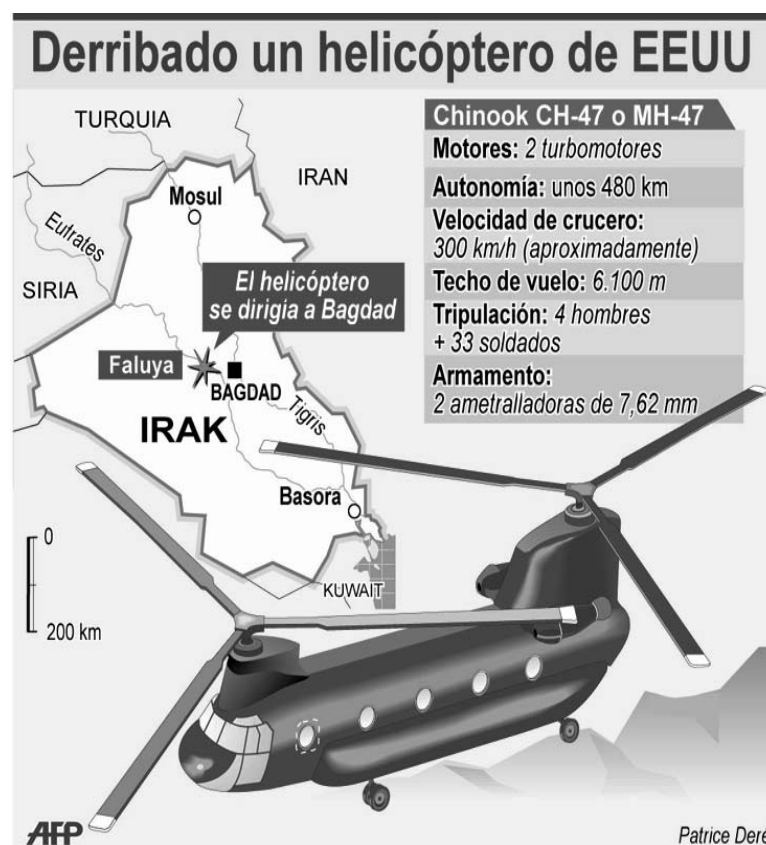 Derribado un helicóptero de EEUU
TURQUIA
IRAN
Mosul
Eufrates
SIRIA
El helicóptero
se dirigia a Bagdad
Faluya
BAGDAD
IRAK
Tigris
Basora
KUWAIT
0
200 km
Chinook CH-47 o MH-47
Motores: 2 turbomotores
Autonomía: unos 480 km
Velocidad de crucero:
300 km/h (aproximadamente)
Techo de vuelo: 6.100 m
Tripulación: 4 hombres
+ 33 soldados
Armamento:
2 ametralladoras de 7,62 mm
AFP
Patrice Deré